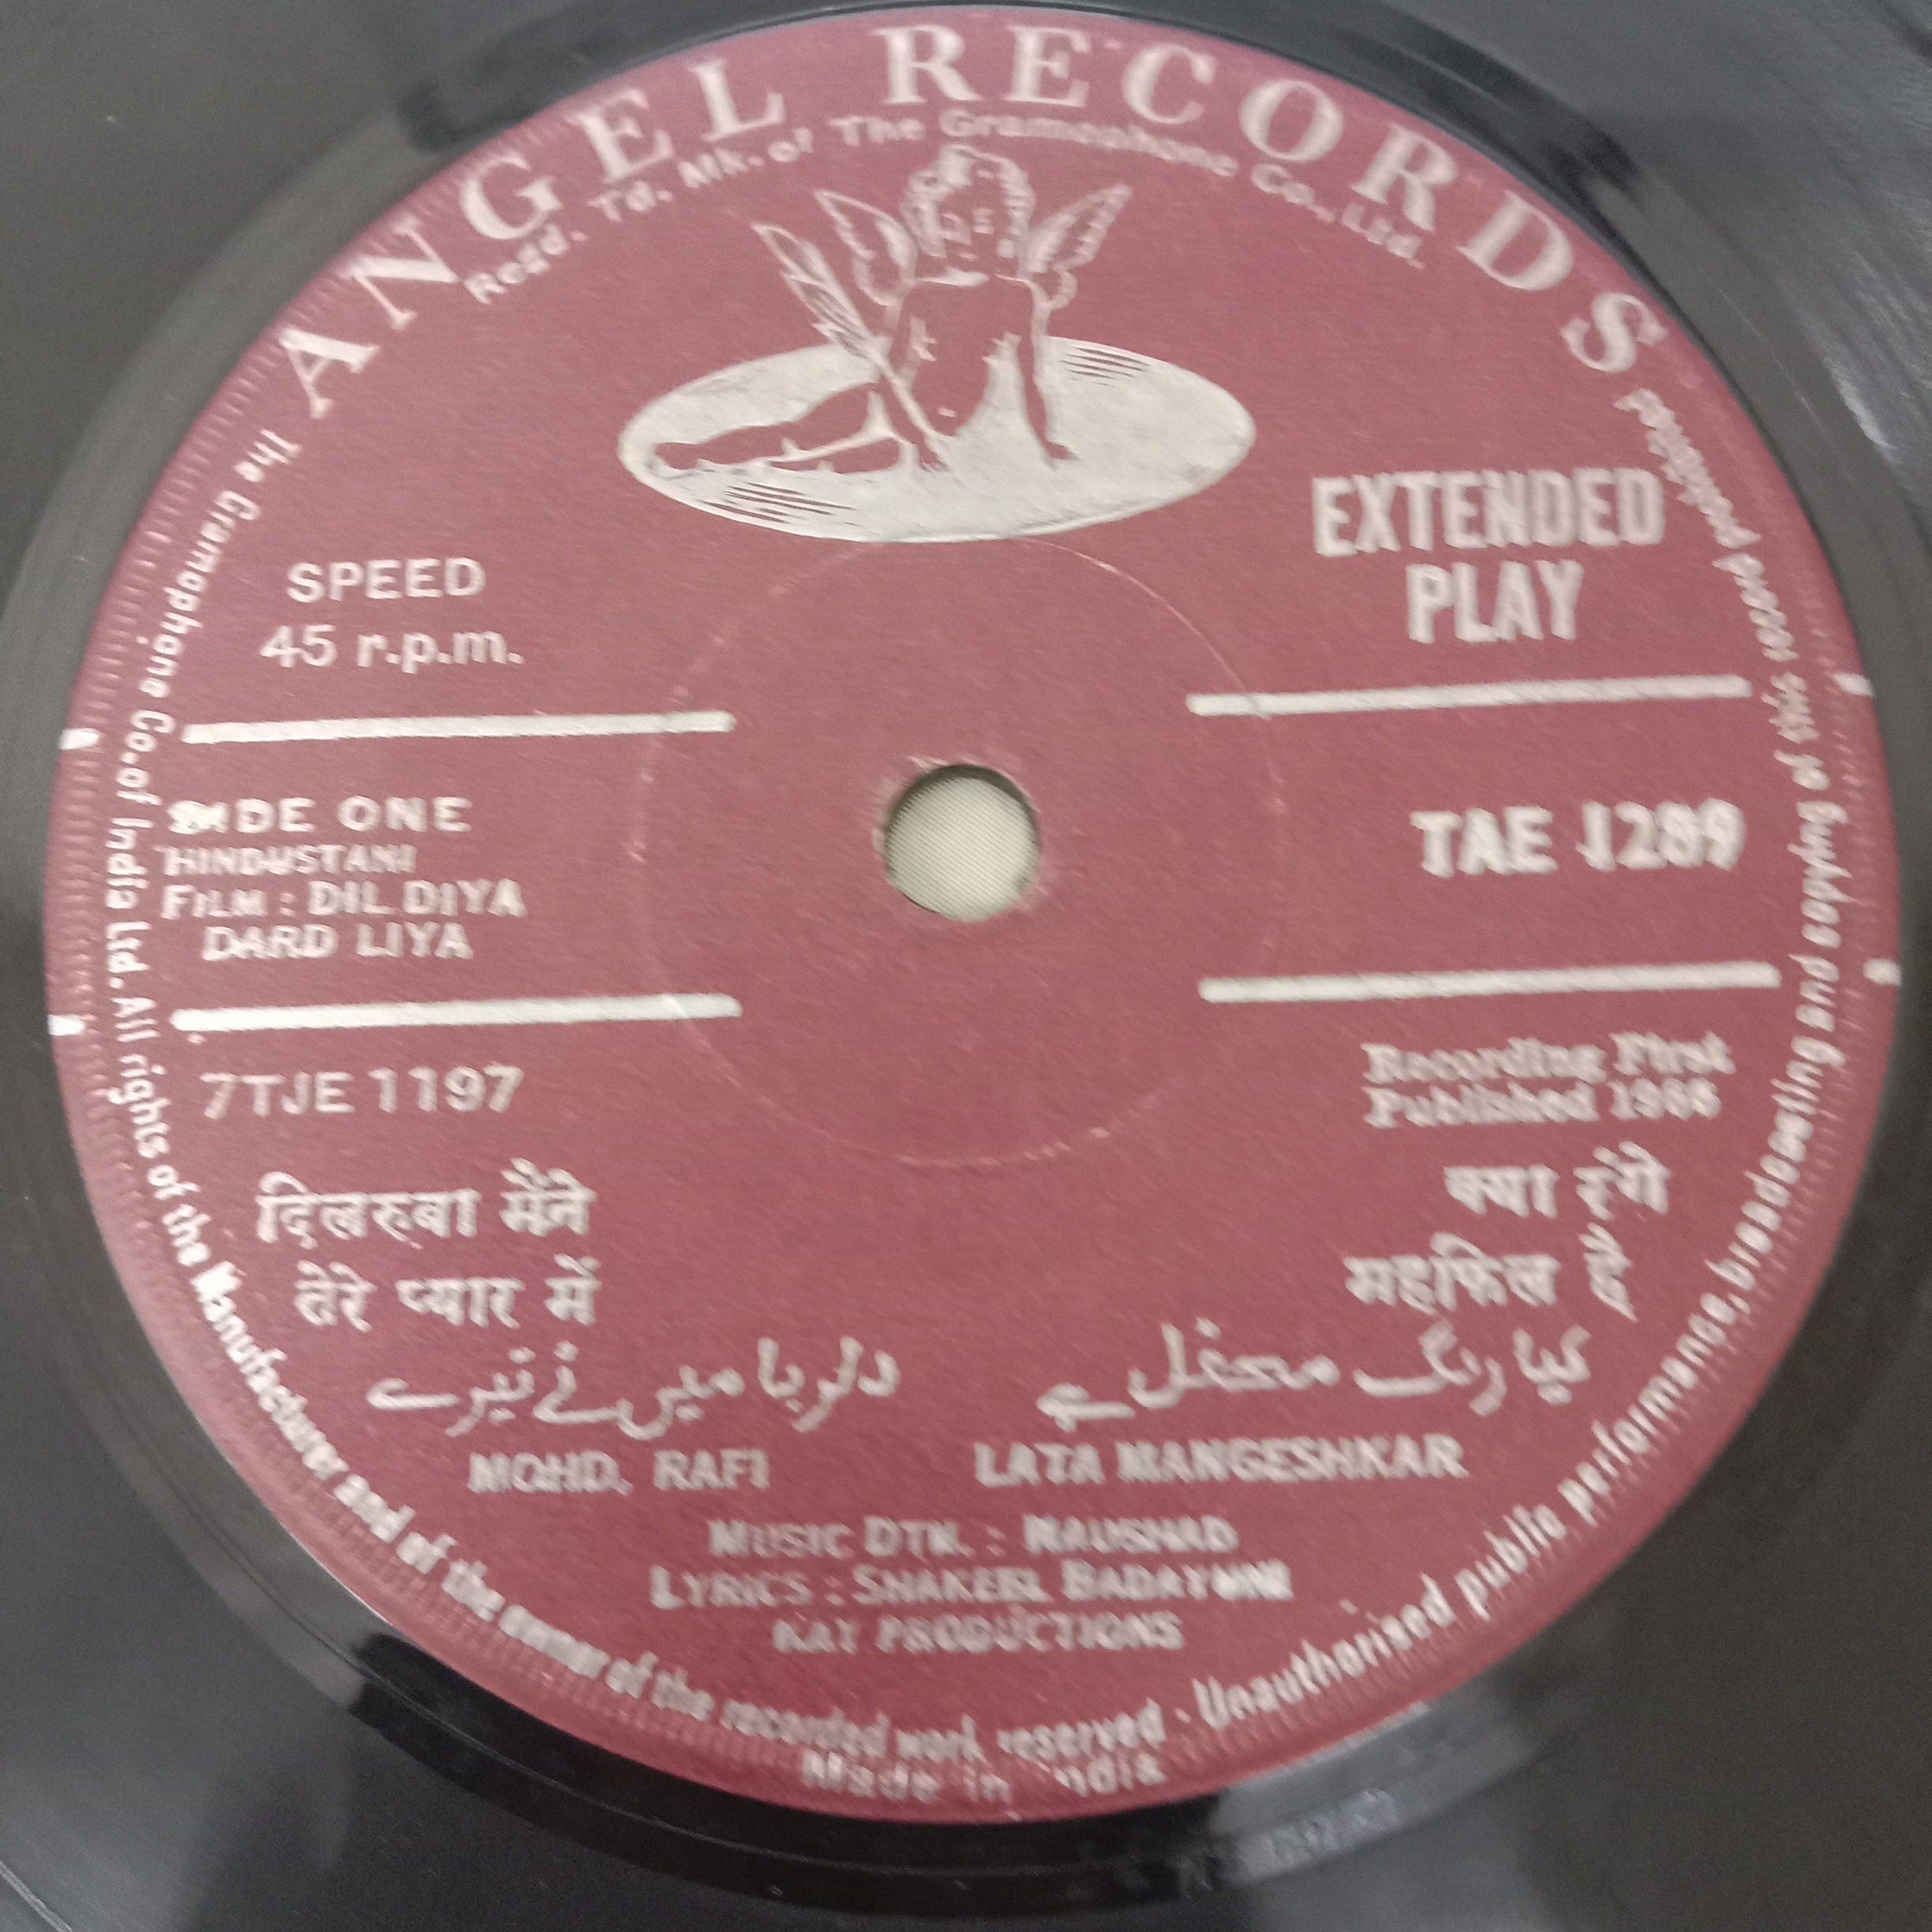 ANGEL RECORDS
Regd. Td. Mk. of The Gramophone Co., Ltd.
EXTENDED
PLAY
SPEED
45 r.p.m.
SIDE ONE
HINDUSTANI
FILM : DIL DIYA
DARD LIYA
TAE 1289
7TJE 1197
Recording First
Published 1966
दिलरुबा मैंने
तेरे प्यार में
क्या रंगे
महफिल है
دلربا میں نے تیرے
کیا رنگ محفل ہے
MOHD. RAFI
LATA MANGESHKAR
MUSIC DTN. : NAUSHAD
LYRICS : SHAKEEL BADAYUNI
KAY PRODUCTIONS
The Gramophone Co. of India Ltd. All rights of the Manufacturer and of the owner of the recorded work reserved · Unauthorised public performance, broadcasting and copying of this record prohibited
Made in India